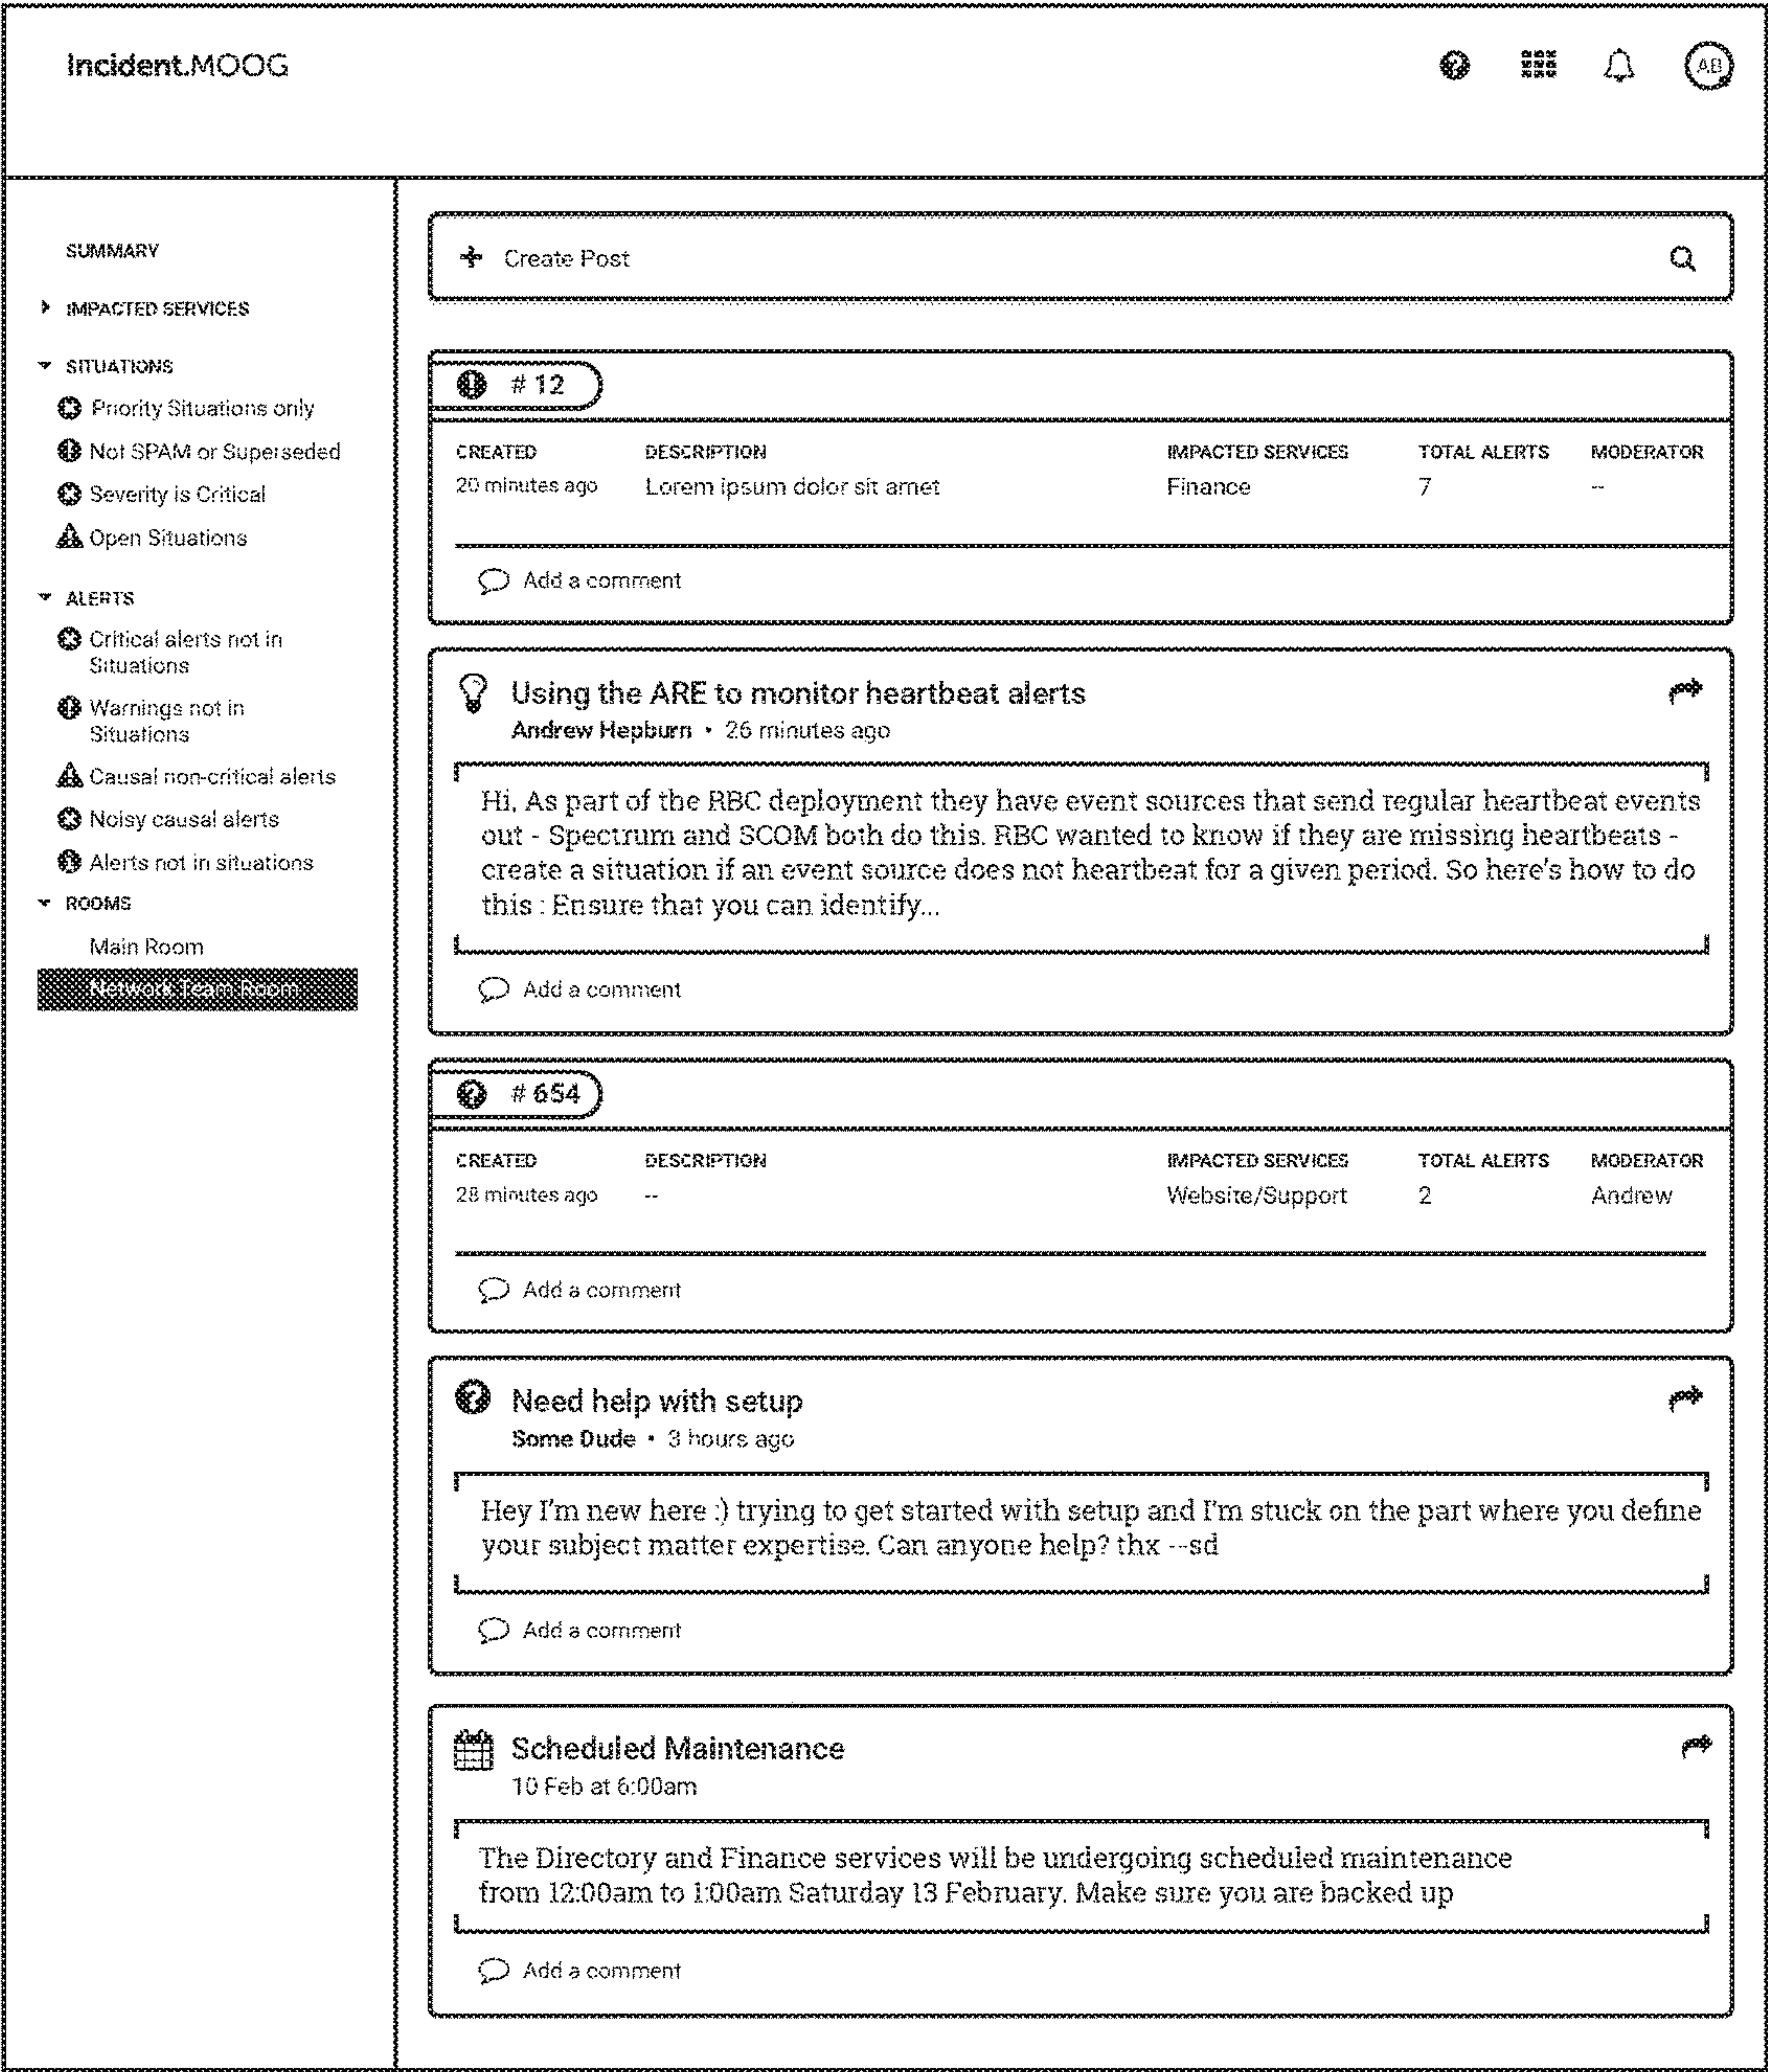 Incident.MOOG
AB
SUMMARY
IMPACTED SERVICES
SITUATIONS
Priority Situations only
Not SPAM or Superseded
Severity is Critical
Open Situations
ALERTS
Critical alerts not in
Situations
Warnings not in
Situations
Causal non-critical alerts
Noisy causal alerts
Alerts not in situations
ROOMS
Main Room
Network Team Room
+ Create Post
# 12
CREATED DESCRIPTION IMPACTED SERVICES TOTAL ALERTS MODERATOR
20 minutes ago Lorem ipsum dolor sit amet Finance 7 --
Add a comment
Using the ARE to monitor heartbeat alerts
Andrew Hepburn • 26 minutes ago
Hi, As part of the RBC deployment they have event sources that send regular heartbeat events
out - Spectrum and SCOM both do this. RBC wanted to know if they are missing heartbeats -
create a situation if an event source does not heartbeat for a given period. So here's how to do
this : Ensure that you can identify...
Add a comment
# 654
CREATED DESCRIPTION IMPACTED SERVICES TOTAL ALERTS MODERATOR
28 minutes ago -- Website/Support 2 Andrew
Add a comment
Need help with setup
Some Dude • 3 hours ago
Hey I'm new here :) trying to get started with setup and I'm stuck on the part where you define
your subject matter expertise. Can anyone help? thx --sd
Add a comment
Scheduled Maintenance
10 Feb at 6:00am
The Directory and Finance services will be undergoing scheduled maintenance
from 12:00am to 1:00am Saturday 13 February. Make sure you are backed up
Add a comment